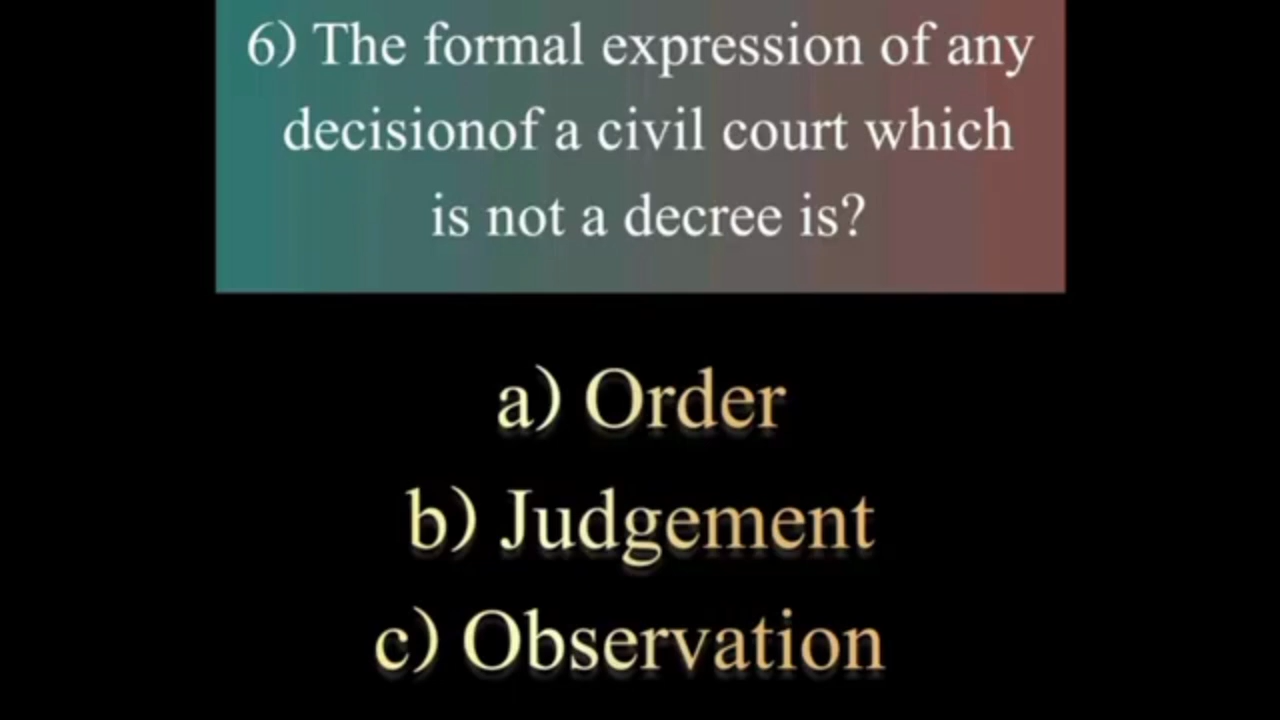 6) The formal expression of any
decisionof a civil court which
is not a decree is?
a) Order
b) Judgement
c) Observation